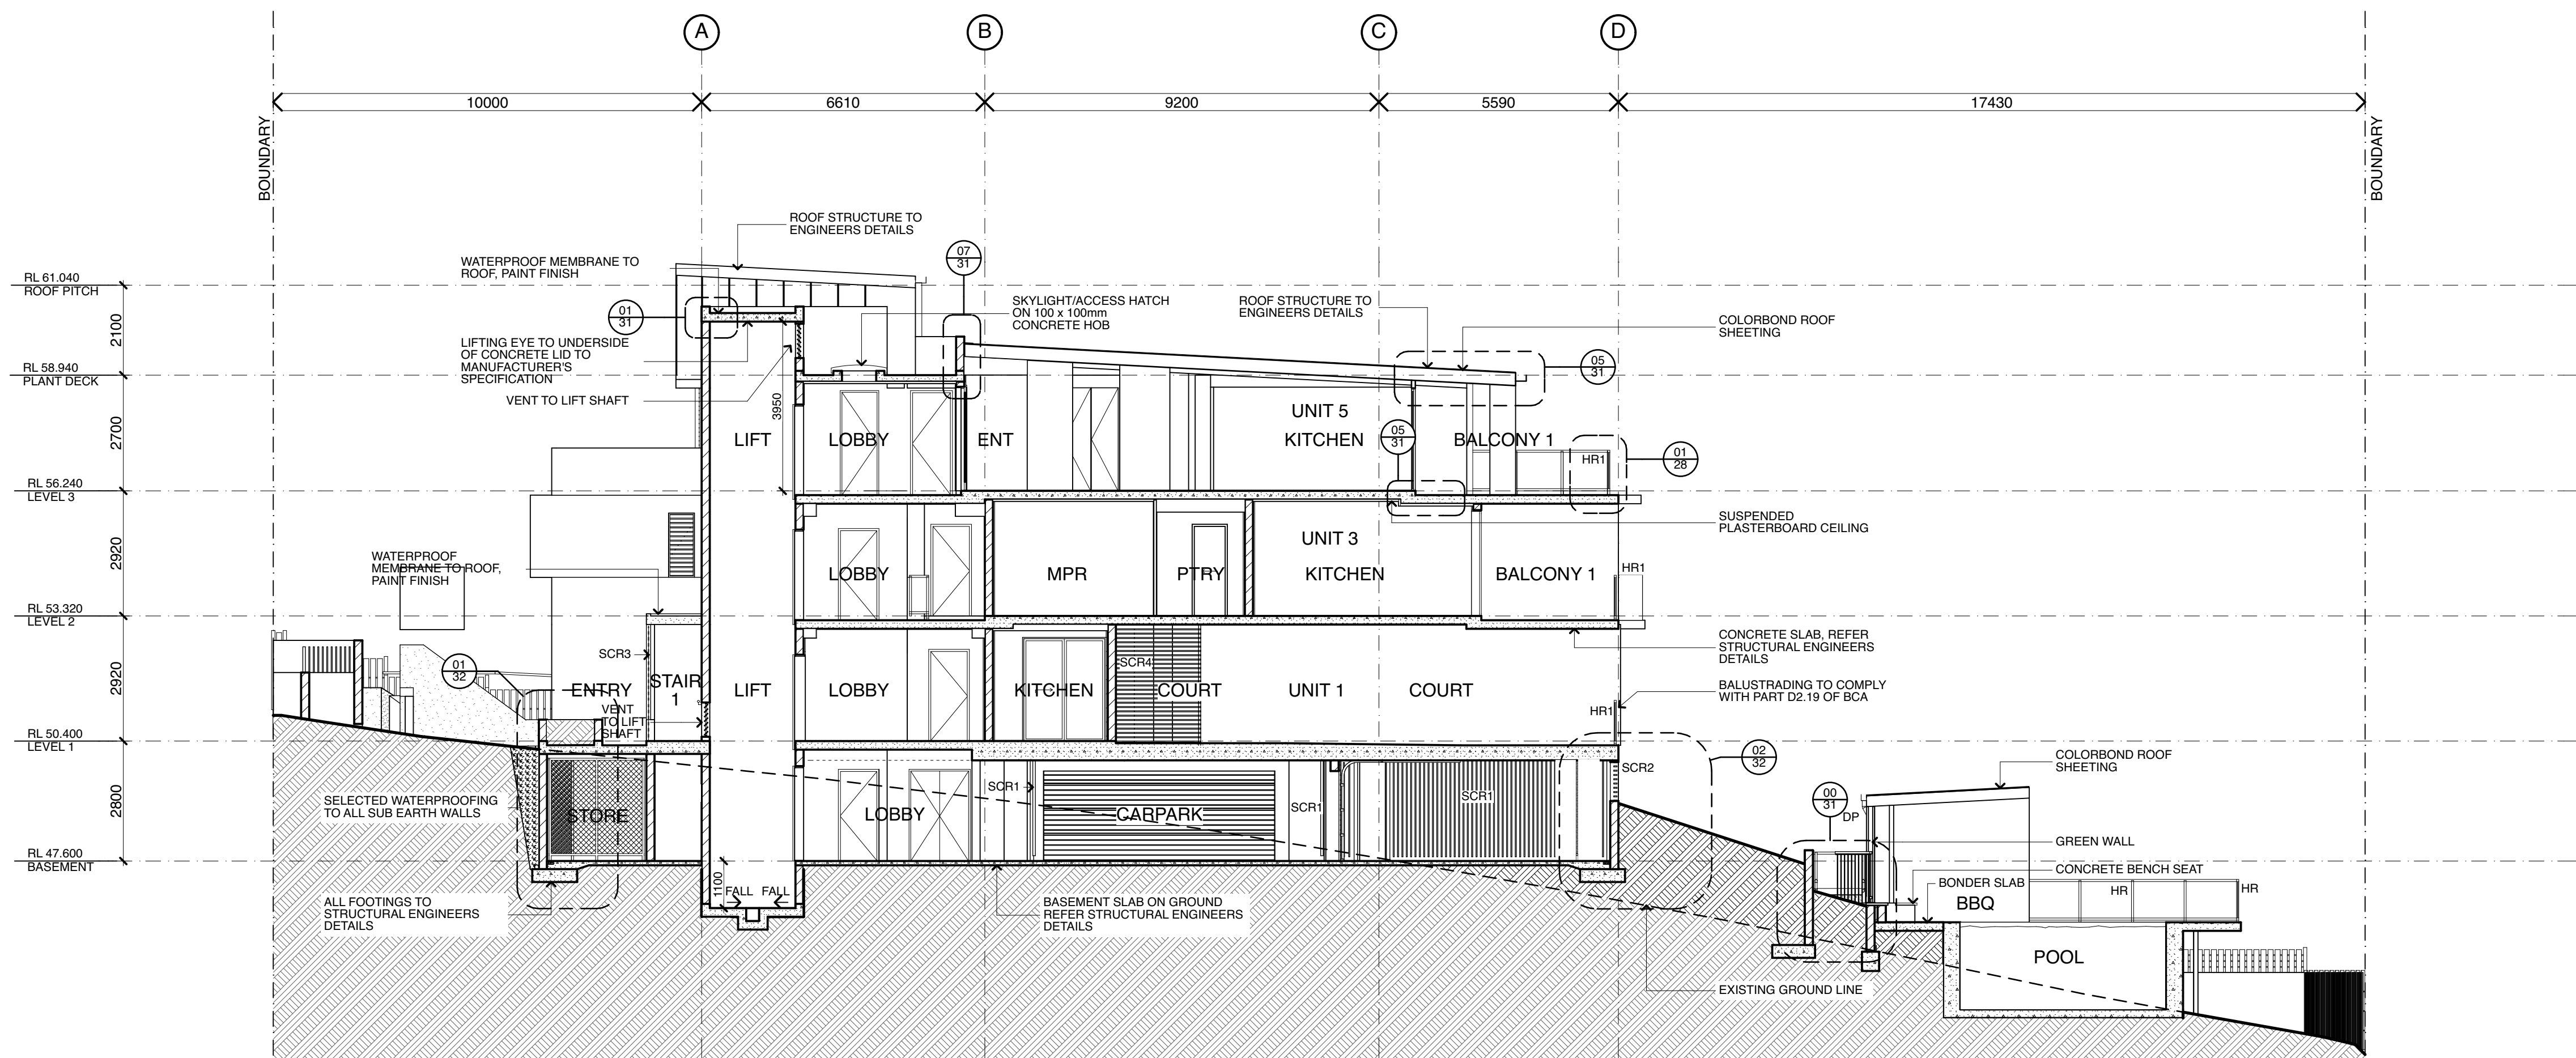 A
B
C
D
10000
6610
9200
5590
17430
BOUNDARY
BOUNDARY
ROOF STRUCTURE TO
ENGINEERS DETAILS
WATERPROOF MEMBRANE TO
ROOF, PAINT FINISH
07
31
RL 61.040
ROOF PITCH
01
31
SKYLIGHT/ACCESS HATCH
ON 100 x 100mm
CONCRETE HOB
ROOF STRUCTURE TO
ENGINEERS DETAILS
COLORBOND ROOF
SHEETING
2100
LIFTING EYE TO UNDERSIDE
OF CONCRETE LID TO
MANUFACTURER'S
SPECIFICATION
RL 58.940
PLANT DECK
05
31
VENT TO LIFT SHAFT
3950
2700
LIFT
LOBBY
ENT
UNIT 5
KITCHEN
05
31
BALCONY 1
HR1
01
28
RL 56.240
LEVEL 3
SUSPENDED
PLASTERBOARD CEILING
2920
WATERPROOF
MEMBRANE TO ROOF,
PAINT FINISH
LOBBY
MPR
PTRY
UNIT 3
KITCHEN
BALCONY 1
HR1
RL 53.320
LEVEL 2
CONCRETE SLAB, REFER
STRUCTURAL ENGINEERS
DETAILS
2920
01
32
SCR3
ENTRY
STAIR
1
VENT
TO LIFT
SHAFT
LIFT
LOBBY
KITCHEN
SCR4
COURT
UNIT 1
COURT
HR1
BALUSTRADING TO COMPLY
WITH PART D2.19 OF BCA
RL 50.400
LEVEL 1
02
32
COLORBOND ROOF
SHEETING
2800
SELECTED WATERPROOFING
TO ALL SUB EARTH WALLS
STORE
LOBBY
SCR1
CARPARK
SCR1
SCR1
SCR2
00
31
DP
GREEN WALL
RL 47.600
BASEMENT
CONCRETE BENCH SEAT
1100
FALL
FALL
BONDER SLAB
BBQ
HR
HR
ALL FOOTINGS TO
STRUCTURAL ENGINEERS
DETAILS
BASEMENT SLAB ON GROUND
REFER STRUCTURAL ENGINEERS
DETAILS
POOL
EXISTING GROUND LINE